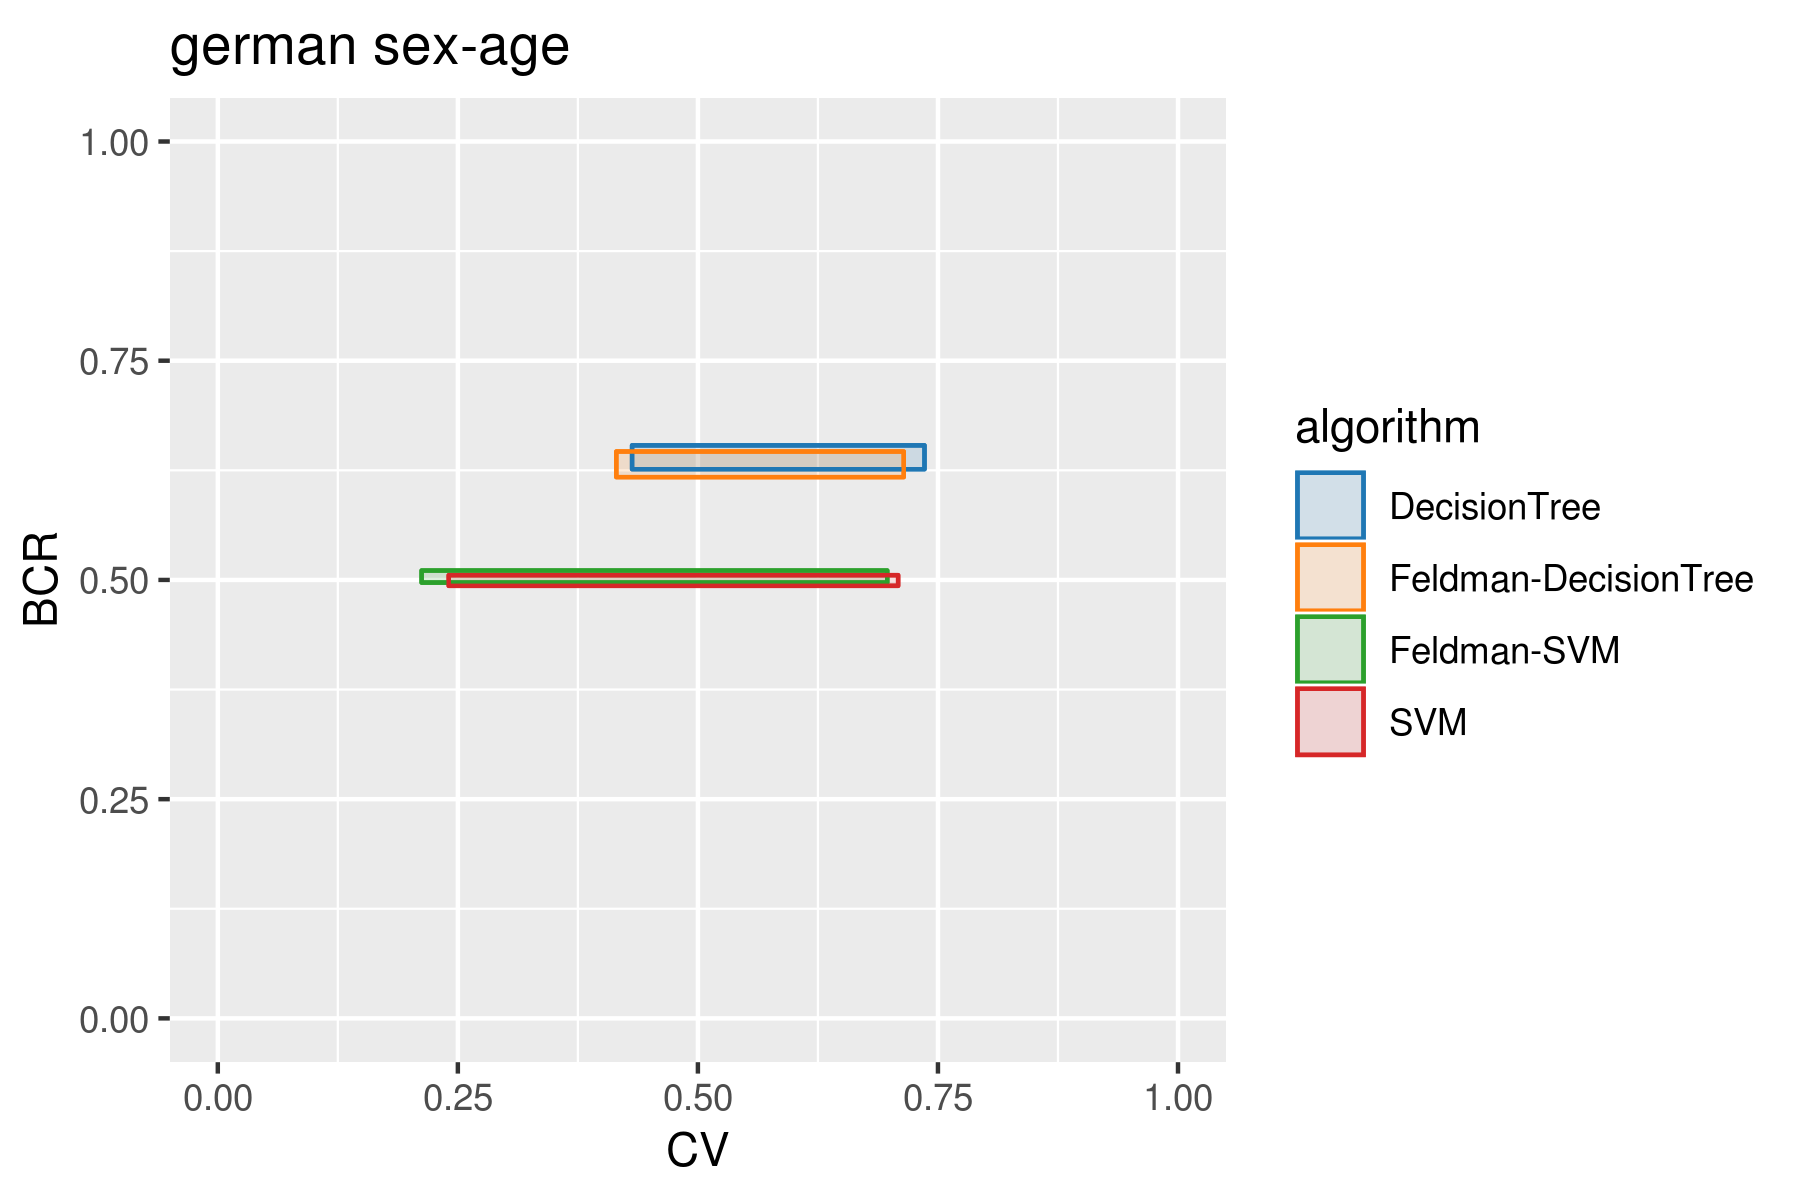 german sex-age
BCR
1.00
0.75
0.50
0.25
0.00
0.00 0.25 0.50 0.75 1.00
CV
algorithm
DecisionTree
Feldman-DecisionTree
Feldman-SVM
SVM